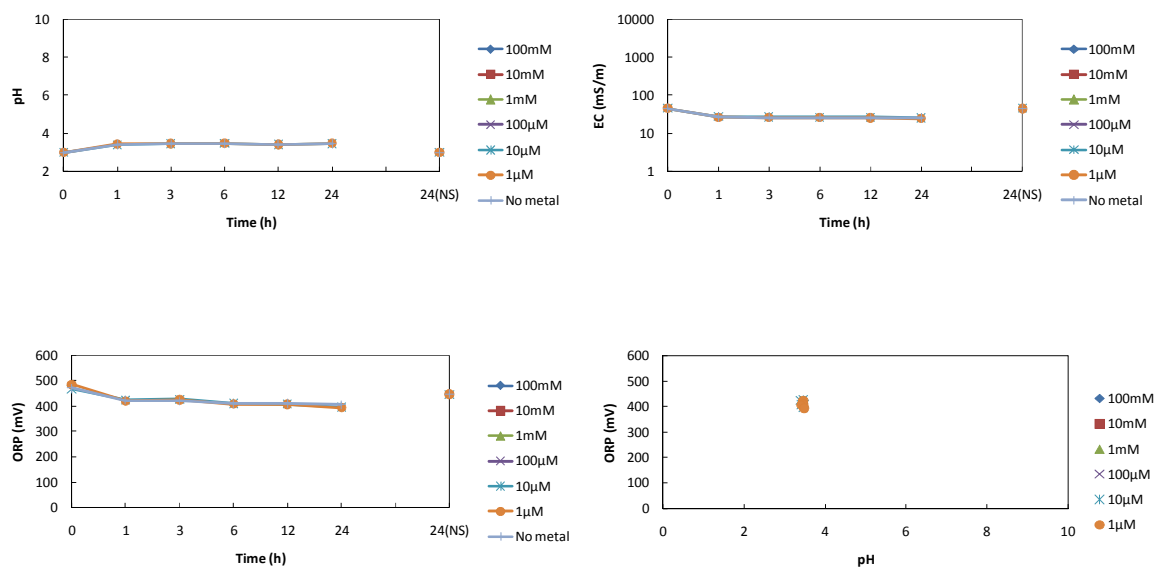 10
8
6
4
2
pH
0 1 3 6 12 24 24(NS)
Time (h)
100mM
10mM
1mM
100μM
10μM
1μM
No metal
10000
1000
100
10
1
EC (mS/m)
0 1 3 6 12 24 24(NS)
Time (h)
100mM
10mM
1mM
100μM
10μM
1μM
No metal
600
500
400
300
200
100
0
ORP (mV)
0 1 3 6 12 24 24(NS)
Time (h)
100mM
10mM
1mM
100μM
10μM
1μM
No metal
600
500
400
300
200
100
0
ORP (mV)
0 2 4 6 8 10
pH
100mM
10mM
1mM
100μM
10μM
1μM